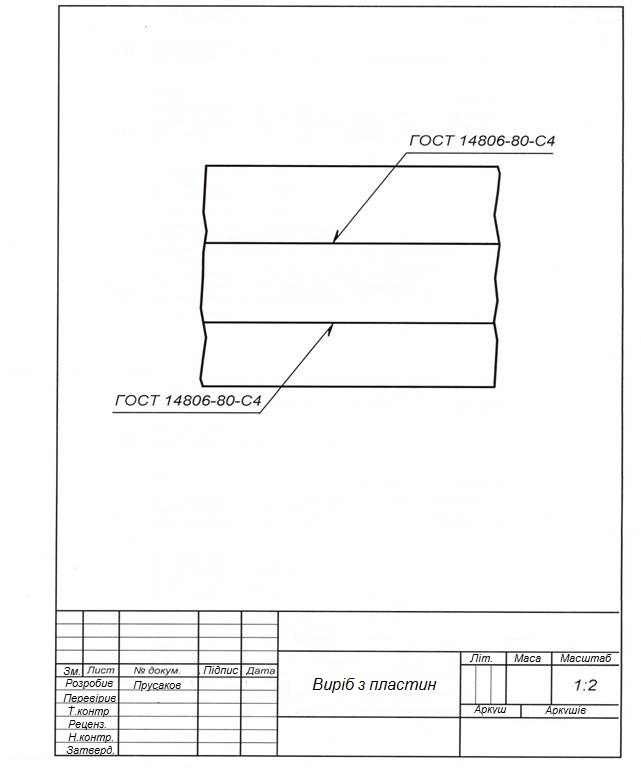 ГОСТ 14806-80-С4
ГОСТ 14806-80-С4
Зм. Лист № докум. Підпис Дата
Розробив Прусаков
Перевірив
Т.контр
Реценз.
Н.контр.
Затверд.
Виріб з пластин
Літ. Маса Масштаб
1:2
Аркуш Аркушів